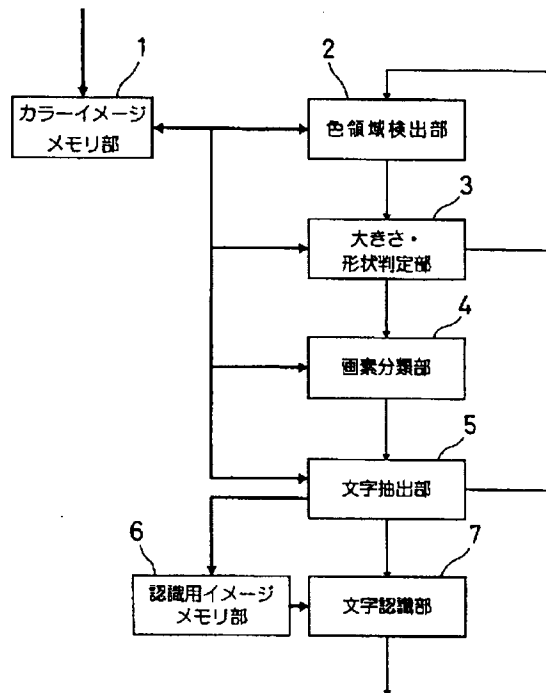 1
カラーイメージ
メモリ部
2
色領域検出部
3
大きさ・
形状判定部
4
画素分類部
5
文字抽出部
6
認識用イメージ
メモリ部
7
文字認識部